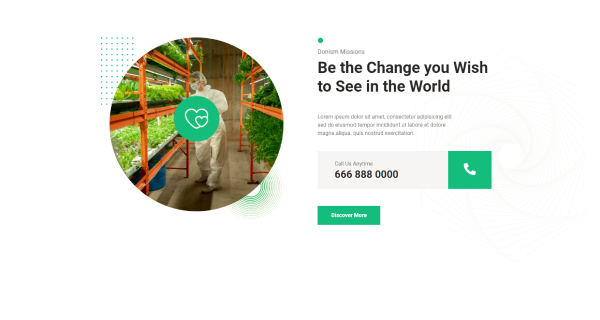 Donism Missions
Be the Change you Wish
to See in the World
Lorem ipsum dolor sit amet, consectetur adipisicing elit
sed do eiusmod tempor incididunt ut labore et dolore
magna aliqua. quis nostrud exercitation.
Call Us Anytime
666 888 0000
Discover More